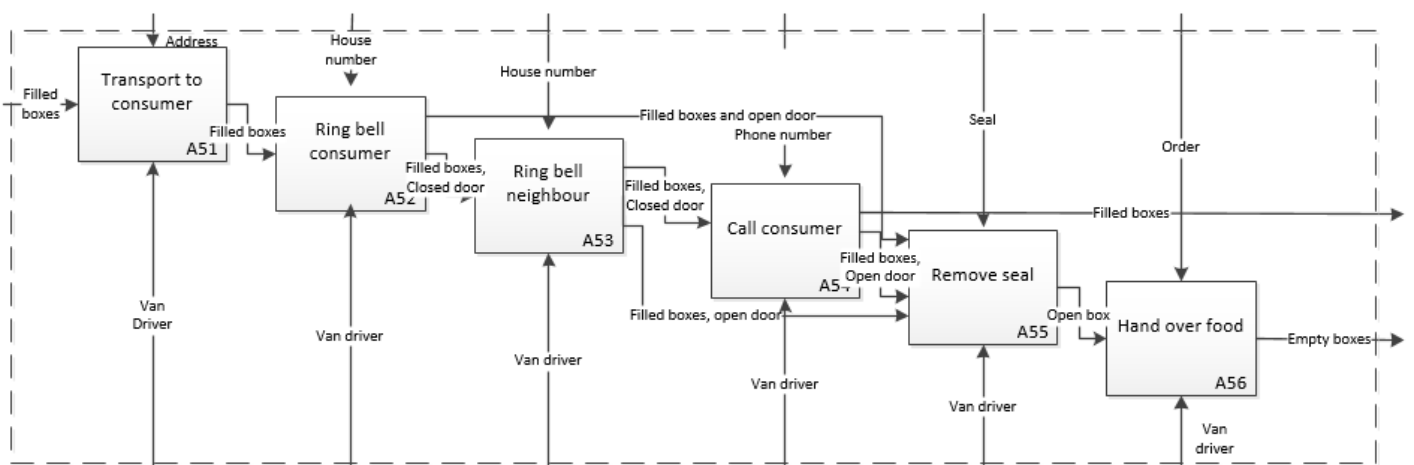 Address
Filled
boxes
Transport to
consumer
A51
Filled boxes
House
number
Ring bell
consumer
A52
Filled boxes,
Closed door
House number
Ring bell
neighbour
A53
Filled boxes and open door
Filled boxes,
Closed door
Phone number
Call consumer
A54
Filled boxes,
Open door
Filled boxes, open door
Seal
Remove seal
A55
Filled boxes
Open box
Order
Hand over food
A56
Empty boxes
Van
Driver
Van driver
Van driver
Van driver
Van driver
Van
driver